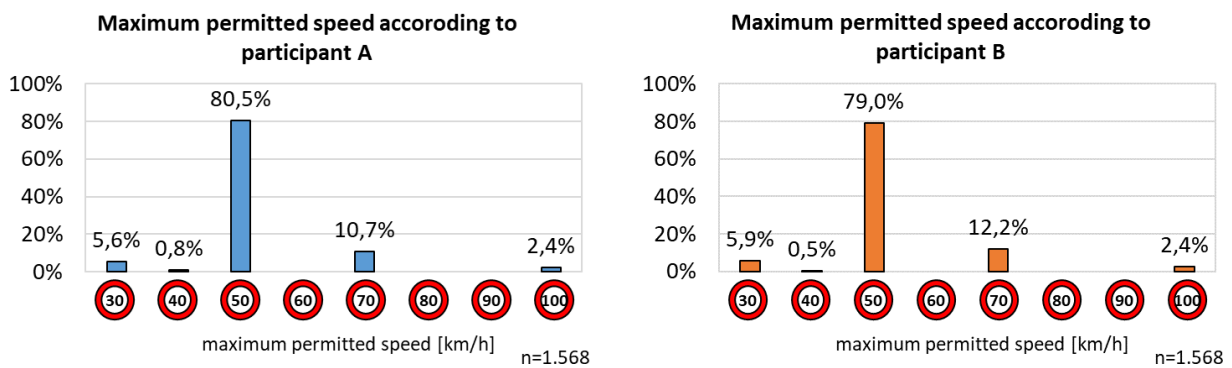 Maximum permitted speed accoroding to
participant A
100%
80%
60%
40%
20%
0%
5,6%
0,8%
80,5%
10,7%
2,4%
30 40 50 60 70 80 90 100
maximum permitted speed [km/h]
n=1.568
Maximum permitted speed accoroding to
participant B
100%
80%
60%
40%
20%
0%
5,9%
0,5%
79,0%
12,2%
2,4%
30 40 50 60 70 80 90 100
maximum permitted speed [km/h]
n=1.568